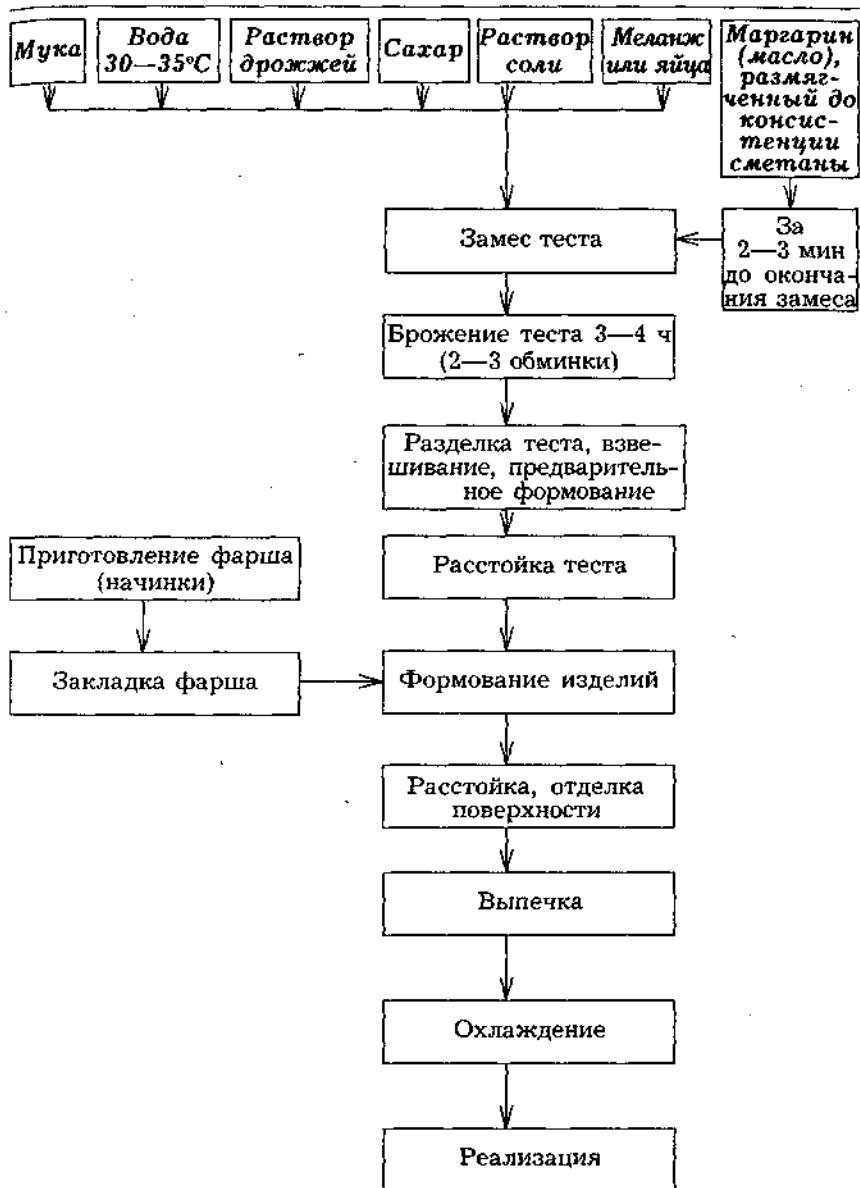 Мука
Вода
30—35°С
Раствор
дрожжей
Сахар
Раствор
соли
Меланж
или яйца
Маргарин
(масло),
размяг-
ченный до
консис-
тенции
сметаны
Замес теста
За
2—3 мин
до оконча-
ния замеса
Брожение теста 3—4 ч
(2—3 обминки)
Разделка теста, взве-
шивание, предваритель-
ное формование
Приготовление фарша
(начинки)
Расстойка теста
Закладка фарша
Формование изделий
Расстойка, отделка
поверхности
Выпечка
Охлаждение
Реализация